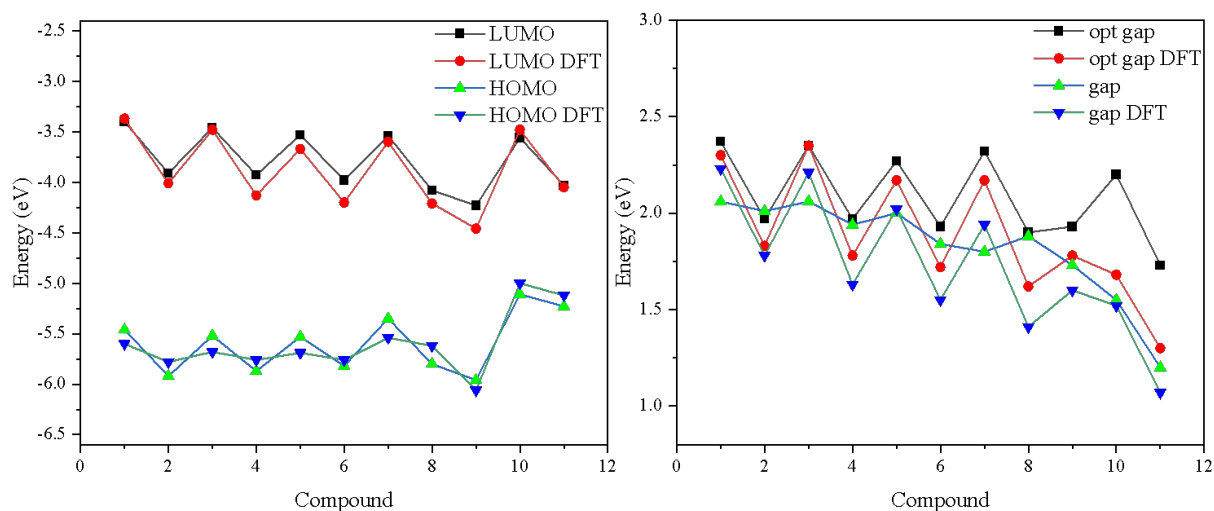 -2.5
-3.0
-3.5
-4.0
-4.5
-5.0
-5.5
-6.0
-6.5
Energy (eV)
LUMO
LUMO DFT
HOMO
HOMO DFT
0 2 4 6 8 10 12
Compound
3.0
2.5
2.0
1.5
1.0
Energy (eV)
opt gap
opt gap DFT
gap
gap DFT
0 2 4 6 8 10 12
Compound